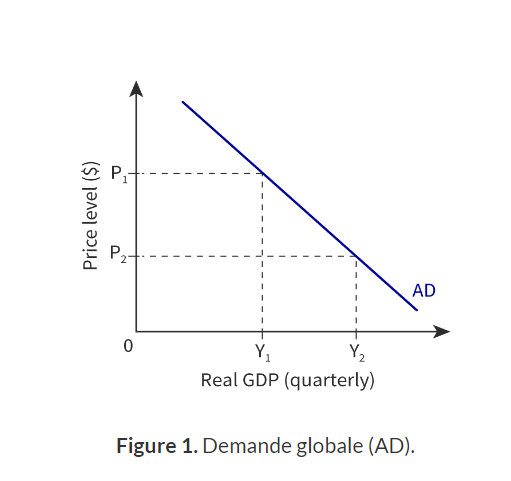 Price level ($)
P1
P2
AD
0
Y1
Y2
Real GDP (quarterly)
Figure 1. Demande globale (AD).